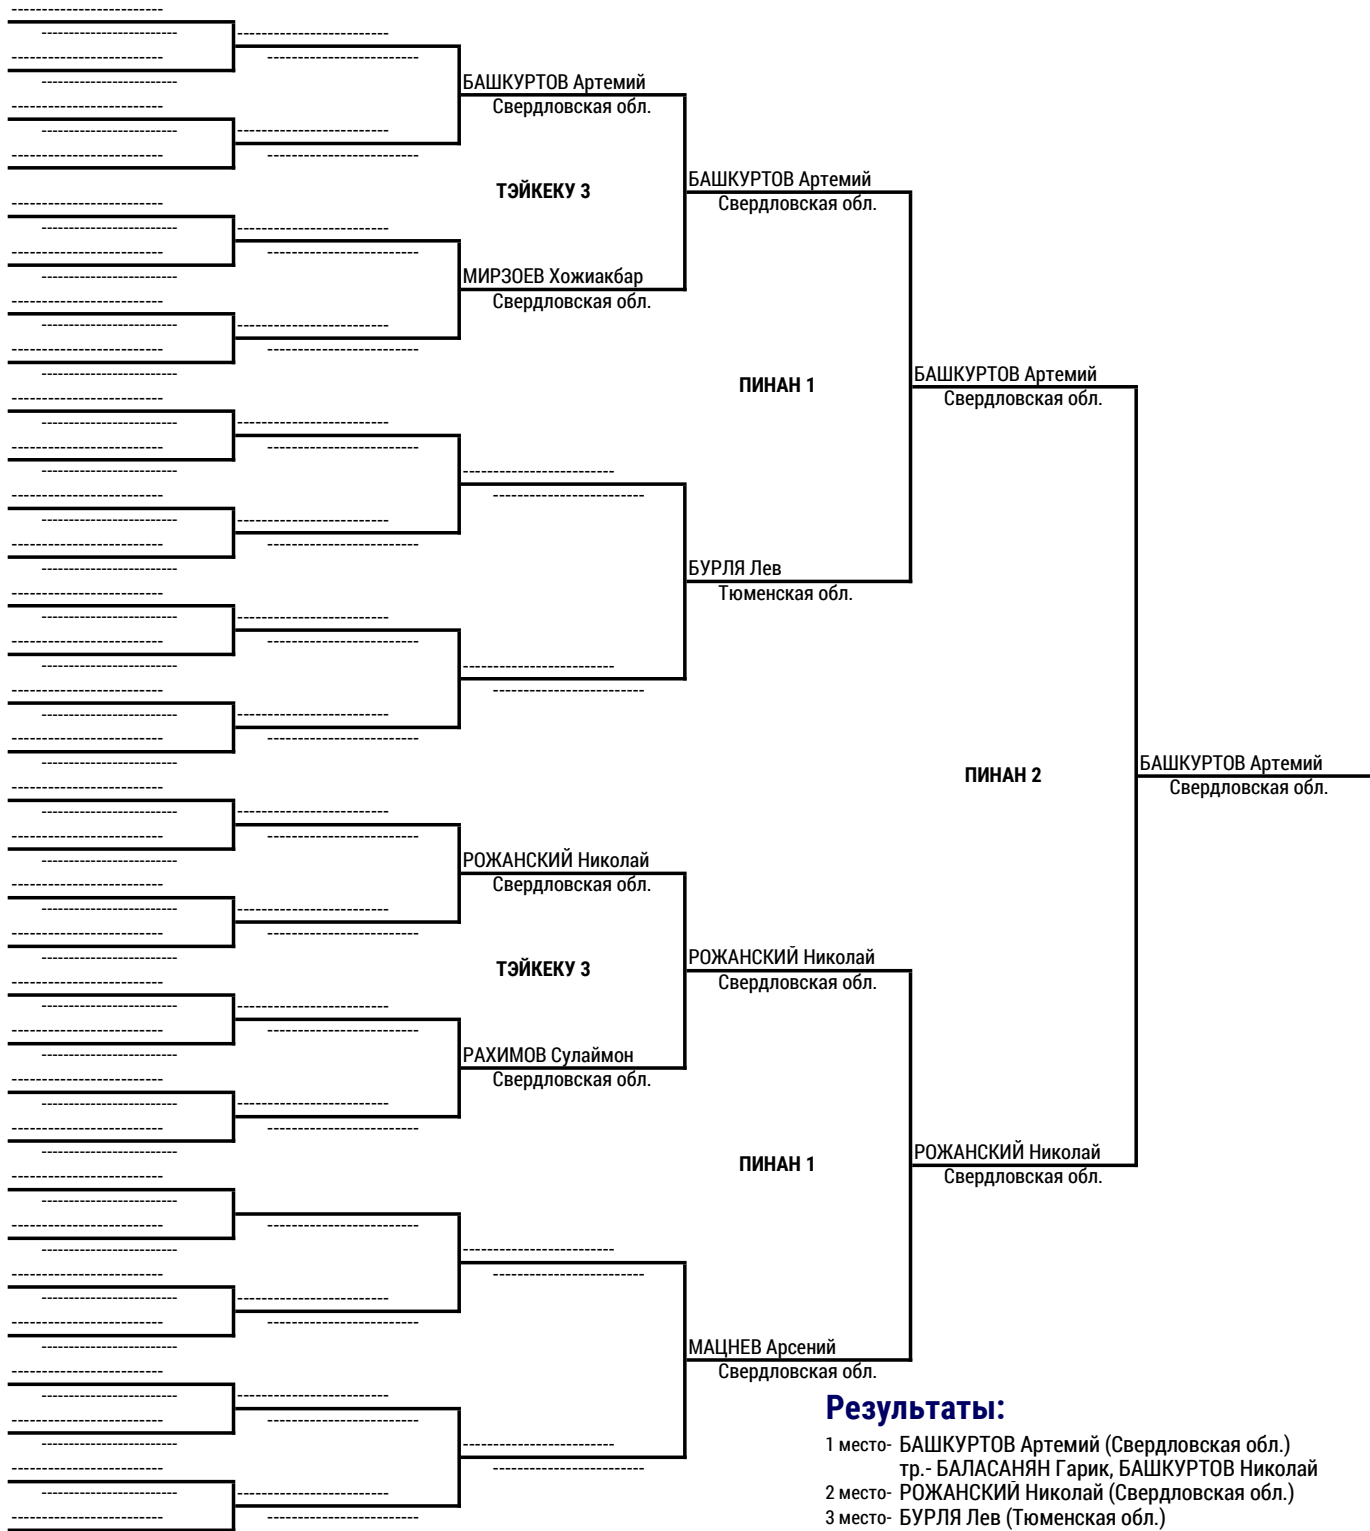 БАШКУРТОВ Артемий
Свердловская обл.
ТЭЙКЕКУ 3
БАШКУРТОВ Артемий
Свердловская обл.
МИРЗОЕВ Хожиакбар
Свердловская обл.
ПИНАН 1
БАШКУРТОВ Артемий
Свердловская обл.
БУРЛЯ Лев
Тюменская обл.
ПИНАН 2
БАШКУРТОВ Артемий
Свердловская обл.
РОЖАНСКИЙ Николай
Свердловская обл.
ТЭЙКЕКУ 3
РОЖАНСКИЙ Николай
Свердловская обл.
РАХИМОВ Сулаймон
Свердловская обл.
ПИНАН 1
РОЖАНСКИЙ Николай
Свердловская обл.
МАЦНЕВ Арсений
Свердловская обл.
Результаты:
1 место- БАШКУРТОВ Артемий (Свердловская обл.)
тр.- БАЛАСАНЯН Гарик, БАШКУРТОВ Николай
2 место- РОЖАНСКИЙ Николай (Свердловская обл.)
3 место- БУРЛЯ Лев (Тюменская обл.)